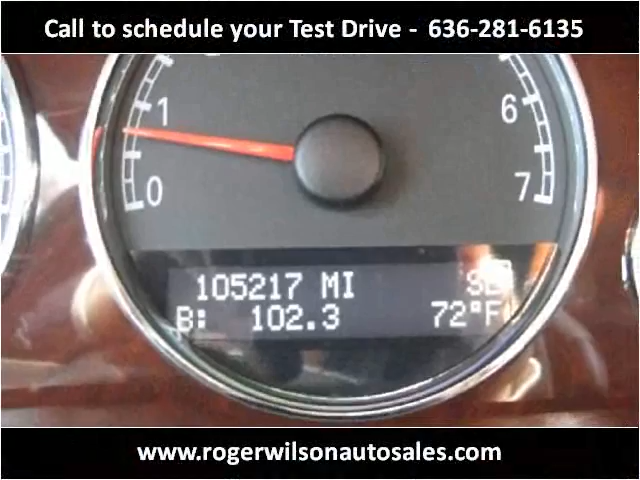 Call to schedule your Test Drive - 636-281-6135
1
6
0
7
105217 MI
B: 102.3 72°F
www.rogerwilsonautosales.com